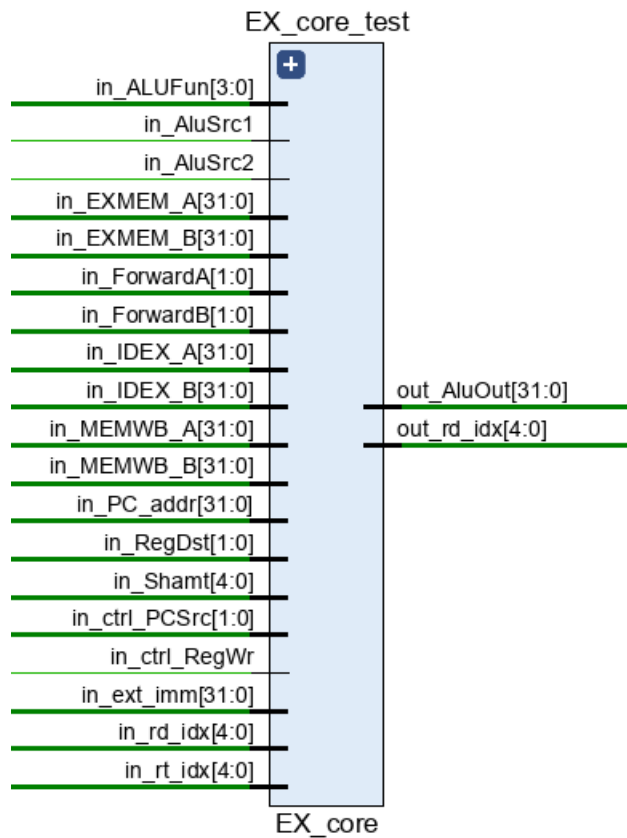 EX_core_test
in_ALUFun[3:0]
in_AluSrc1
in_AluSrc2
in_EXMEM_A[31:0]
in_EXMEM_B[31:0]
in_ForwardA[1:0]
in_ForwardB[1:0]
in_IDEX_A[31:0]
in_IDEX_B[31:0]
in_MEMWB_A[31:0]
in_MEMWB_B[31:0]
in_PC_addr[31:0]
in_RegDst[1:0]
in_Shamt[4:0]
in_ctrl_PCSrc[1:0]
in_ctrl_RegWr
in_ext_imm[31:0]
in_rd_idx[4:0]
in_rt_idx[4:0]
out_AluOut[31:0]
out_rd_idx[4:0]
EX_core